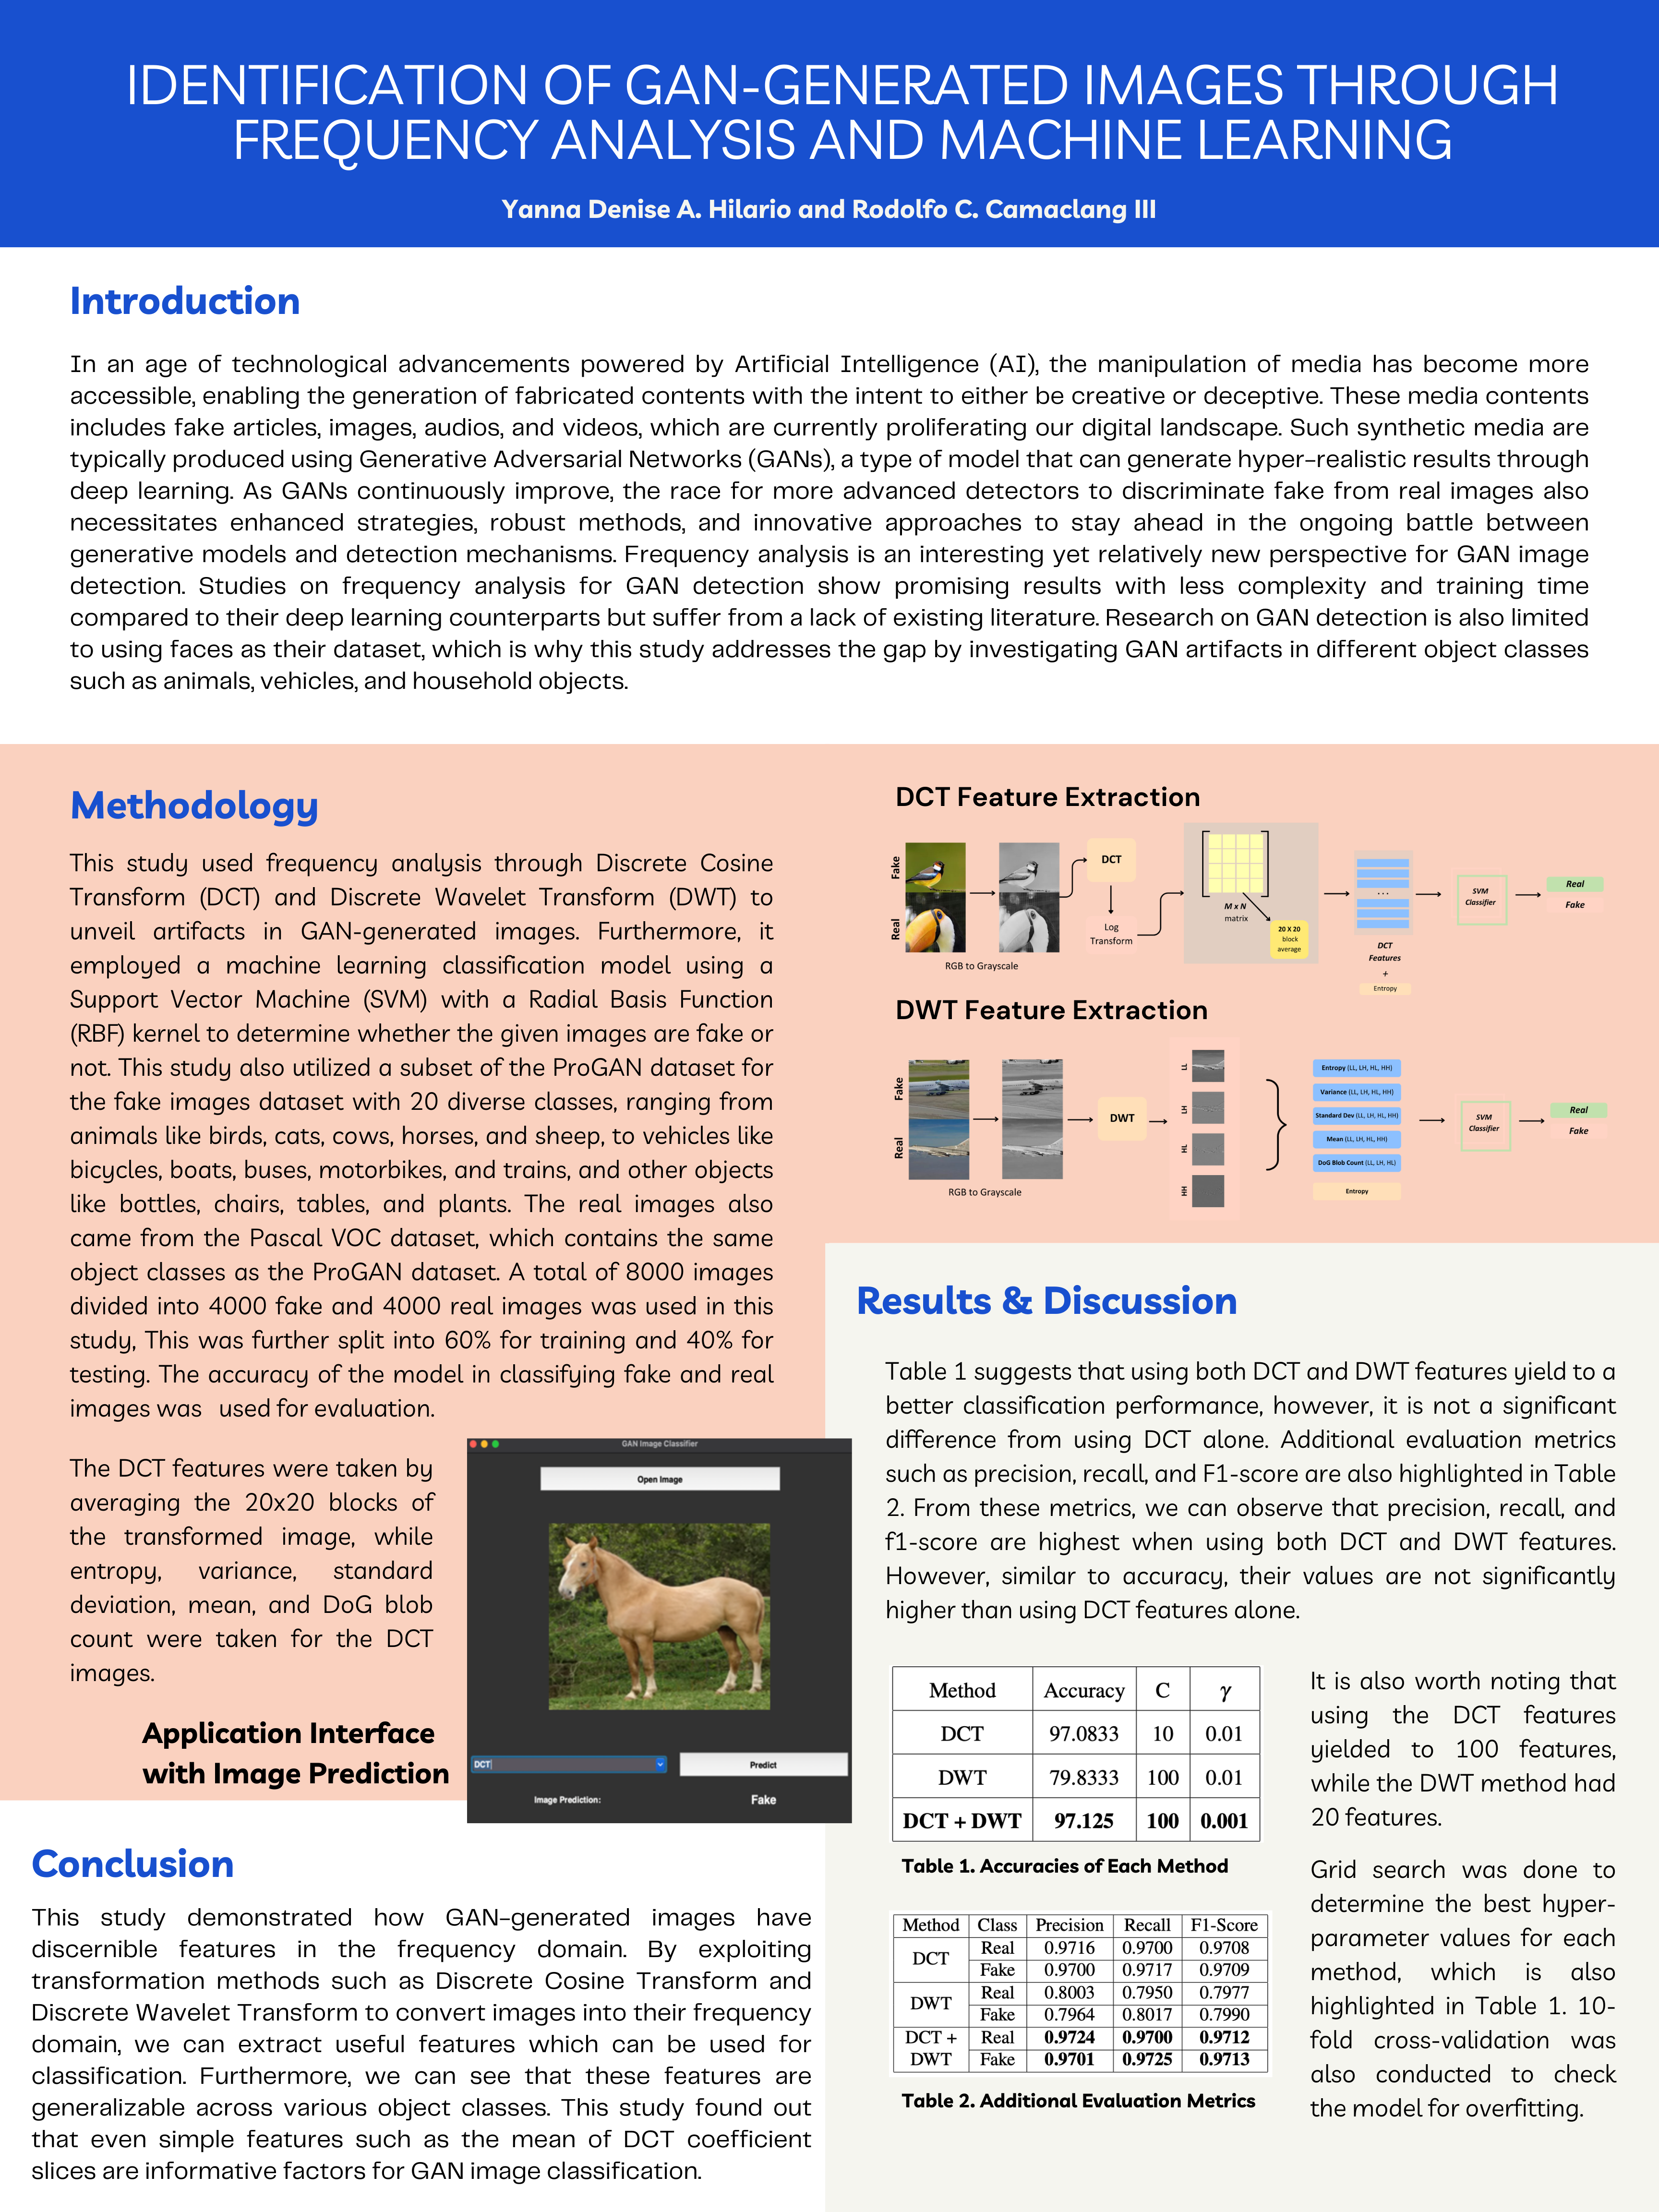 IDENTIFICATION OF GAN-GENERATED IMAGES THROUGH
FREQUENCY ANALYSIS AND MACHINE LEARNING
Yanna Denise A. Hilario and Rodolfo C. Camaclang III
Introduction
In an age of technological advancements powered by Artificial Intelligence (AI), the manipulation of media has become more
accessible, enabling the generation of fabricated contents with the intent to either be creative or deceptive. These media contents
includes fake articles, images, audios, and videos, which are currently proliferating our digital landscape. Such synthetic media are
typically produced using Generative Adversarial Networks (GANs), a type of model that can generate hyper-realistic results through
deep learning. As GANs continuously improve, the race for more advanced detectors to discriminate fake from real images also
necessitates enhanced strategies, robust methods, and innovative approaches to stay ahead in the ongoing battle between
generative models and detection mechanisms. Frequency analysis is an interesting yet relatively new perspective for GAN image
detection. Studies on frequency analysis for GAN detection show promising results with less complexity and training time
compared to their deep learning counterparts but suffer from a lack of existing literature. Research on GAN detection is also limited
to using faces as their dataset, which is why this study addresses the gap by investigating GAN artifacts in different object classes
such as animals, vehicles, and household objects.
Methodology
This study used frequency analysis through Discrete Cosine
Transform (DCT) and Discrete Wavelet Transform (DWT) to
unveil artifacts in GAN-generated images. Furthermore, it
employed a machine learning classification model using a
Support Vector Machine (SVM) with a Radial Basis Function
(RBF) kernel to determine whether the given images are fake or
not. This study also utilized a subset of the ProGAN dataset for
the fake images dataset with 20 diverse classes, ranging from
animals like birds, cats, cows, horses, and sheep, to vehicles like
bicycles, boats, buses, motorbikes, and trains, and other objects
like bottles, chairs, tables, and plants. The real images also
came from the Pascal VOC dataset, which contains the same
object classes as the ProGAN dataset. A total of 8000 images
divided into 4000 fake and 4000 real images was used in this
study, This was further split into 60% for training and 40% for
testing. The accuracy of the model in classifying fake and real
images was used for evaluation.
The DCT features were taken by
averaging the 20x20 blocks of
the transformed image, while
entropy, variance, standard
deviation, mean, and DoG blob
count were taken for the DCT
images.
Application Interface
with Image Prediction
GAN Image Classifier
Open Image
DCT
Predict
Image Prediction:
Fake
DCT Feature Extraction
Fake
Real
RGB to Grayscale
DCT
Log
Transform
M x N
matrix
20 X 20
block
average
...
DCT
Features
+
Entropy
SVM
Classifier
Real
Fake
DWT Feature Extraction
Fake
Real
RGB to Grayscale
DWT
LL
LH
HL
HH
Entropy (LL, LH, HL, HH)
Variance (LL, LH, HL, HH)
Standard Dev (LL, LH, HL, HH)
Mean (LL, LH, HL, HH)
DoG Blob Count (LL, LH, HL)
Entropy
SVM
Classifier
Real
Fake
Results & Discussion
Table 1 suggests that using both DCT and DWT features yield to a
better classification performance, however, it is not a significant
difference from using DCT alone. Additional evaluation metrics
such as precision, recall, and F1-score are also highlighted in Table
2. From these metrics, we can observe that precision, recall, and
f1-score are highest when using both DCT and DWT features.
However, similar to accuracy, their values are not significantly
higher than using DCT features alone.
Method Accuracy C γ
DCT 97.0833 10 0.01
DWT 79.8333 100 0.01
DCT + DWT 97.125 100 0.001
Table 1. Accuracies of Each Method
Method Class Precision Recall F1-Score
DCT Real 0.9716 0.9700 0.9708
Fake 0.9700 0.9717 0.9709
DWT Real 0.8003 0.7950 0.7977
Fake 0.7964 0.8017 0.7990
DCT + Real 0.9724 0.9700 0.9712
DWT Fake 0.9701 0.9725 0.9713
Table 2. Additional Evaluation Metrics
It is also worth noting that
using the DCT features
yielded to 100 features,
while the DWT method had
20 features.
Grid search was done to
determine the best hyper-
parameter values for each
method, which is also
highlighted in Table 1. 10-
fold cross-validation was
also conducted to check
the model for overfitting.
Conclusion
This study demonstrated how GAN-generated images have
discernible features in the frequency domain. By exploiting
transformation methods such as Discrete Cosine Transform and
Discrete Wavelet Transform to convert images into their frequency
domain, we can extract useful features which can be used for
classification. Furthermore, we can see that these features are
generalizable across various object classes. This study found out
that even simple features such as the mean of DCT coefficient
slices are informative factors for GAN image classification.